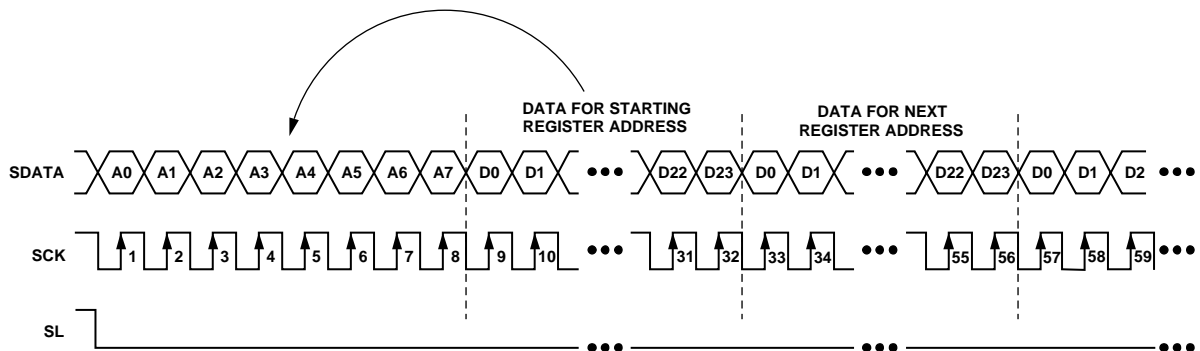 DATA FOR STARTING
REGISTER ADDRESS
DATA FOR NEXT
REGISTER ADDRESS
SDATA A0 A1 A2 A3 A4 A5 A6 A7 D0 D1 ••• D22 D23 D0 D1 ••• D22 D23 D0 D1 D2 •••
SCK 1 2 3 4 5 6 7 8 9 10 ••• 31 32 33 34 ••• 55 56 57 58 59 •••
SL ••• ••• •••